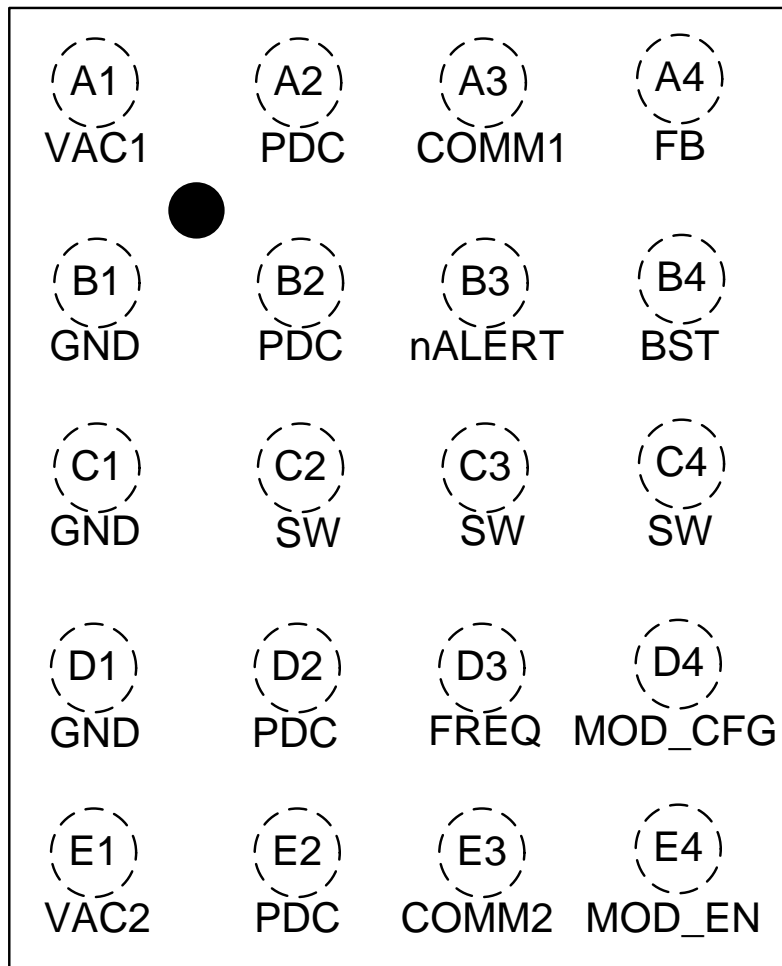 A1 A2 A3 A4
VAC1 PDC COMM1 FB
B1 B2 B3 B4
GND PDC nALERT BST
C1 C2 C3 C4
GND SW SW SW
D1 D2 D3 D4
GND PDC FREQ MOD_CFG
E1 E2 E3 E4
VAC2 PDC COMM2 MOD_EN